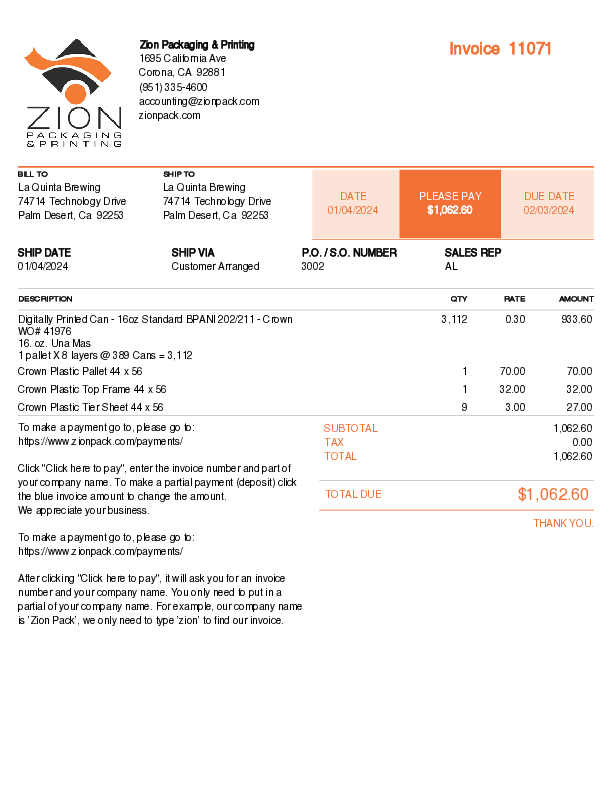 Zion Packaging & Printing
1695 California Ave
Corona, CA 92881
(951) 335-4600
accounting@zionpack.com
zionpack.com
Invoice 11071
ZION
PACKAGING
& PRINTING
BILL TO
La Quinta Brewing
74714 Technology Drive
Palm Desert, Ca 92253
SHIP TO
La Quinta Brewing
74714 Technology Drive
Palm Desert, Ca 92253
DATE
01/04/2024
PLEASE PAY
$1,062.60
DUE DATE
02/03/2024
SHIP DATE
01/04/2024
SHIP VIA
Customer Arranged
P.O. / S.O. NUMBER
3002
SALES REP
AL
DESCRIPTION QTY RATE AMOUNT
Digitally Printed Can - 16oz Standard BPANI 202/211 - Crown 3,112 0.30 933.60
WO# 41976
16. oz. Una Mas
1 pallet X 8 layers @ 389 Cans = 3,112
Crown Plastic Pallet 44 x 56 1 70.00 70.00
Crown Plastic Top Frame 44 x 56 1 32.00 32.00
Crown Plastic Tier Sheet 44 x 56 9 3.00 27.00
To make a payment go to, please go to:
https://www.zionpack.com/payments/
Click "Click here to pay", enter the invoice number and part of
your company name. To make a partial payment (deposit) click
the blue invoice amount to change the amount.
We appreciate your business.
To make a payment go to, please go to:
https://www.zionpack.com/payments/
After clicking "Click here to pay", it will ask you for an invoice
number and your company name. You only need to put in a
partial of your company name. For example, our company name
is 'Zion Pack', we only need to type 'zion' to find our invoice.
SUBTOTAL 1,062.60
TAX 0.00
TOTAL 1,062.60
TOTAL DUE $1,062.60
THANK YOU.